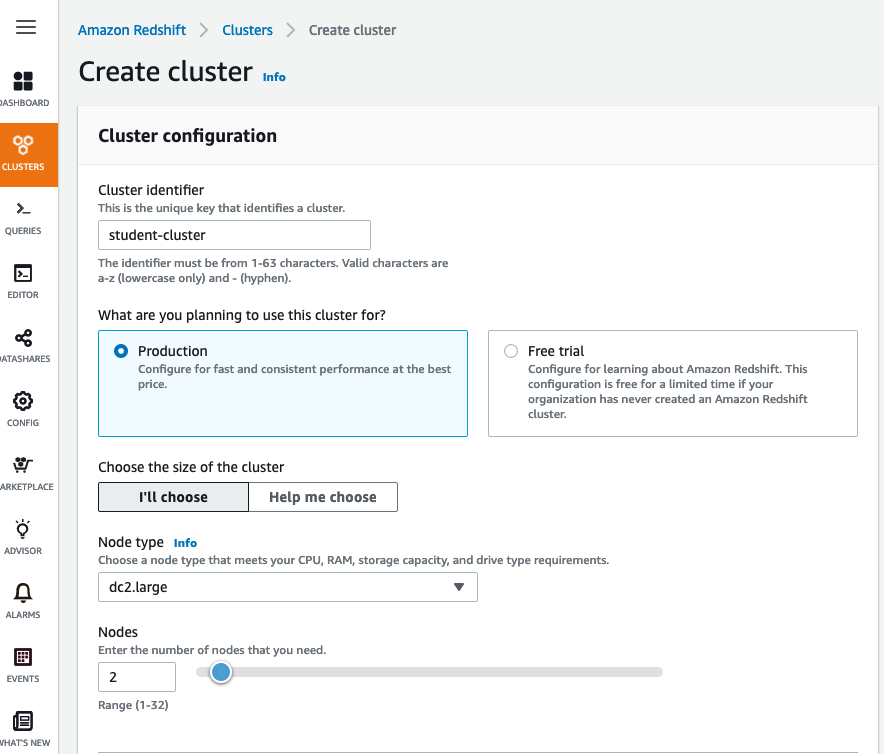 Amazon Redshift > Clusters > Create cluster
Create cluster Info
DASHBOARD
CLUSTERS
QUERIES
EDITOR
DATASHARES
CONFIG
MARKETPLACE
ADVISOR
ALARMS
EVENTS
WHAT'S NEW
Cluster configuration
Cluster identifier
This is the unique key that identifies a cluster.
student-cluster
The identifier must be from 1-63 characters. Valid characters are
a-z (lowercase only) and - (hyphen).
What are you planning to use this cluster for?
Production
Configure for fast and consistent performance at the best
price.
Free trial
Configure for learning about Amazon Redshift. This
configuration is free for a limited time if your
organization has never created an Amazon Redshift
cluster.
Choose the size of the cluster
I'll choose
Help me choose
Node type Info
Choose a node type that meets your CPU, RAM, storage capacity, and drive type requirements.
dc2.large
Nodes
Enter the number of nodes that you need.
2
Range (1-32)